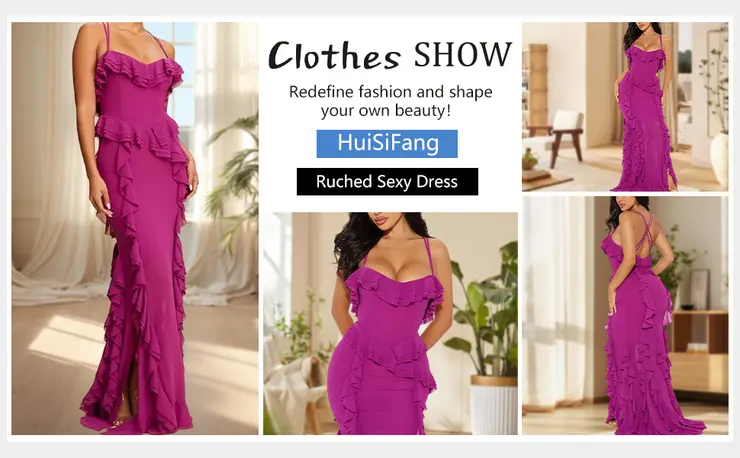 Clothes SHOW
Redefine fashion and shape
your own beauty!
HuiSiFang
Ruched Sexy Dress